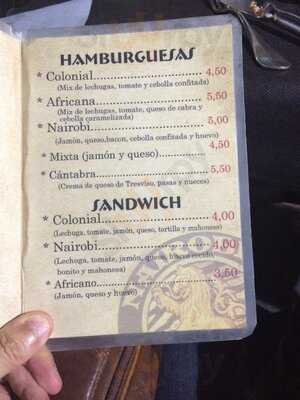 HAMBURGUESAS
* Colonial.......................... 4,50
(Mix de lechugas, tomate y cebolla confitada)
* Africana.......................... 5,50
(Mix de lechugas, tomate, queso de cabra y
cebolla caramelizada)
* Nairobi........................... 5,00
(Jamón, queso,bacon, cebolla confitada y huevo)
4,50
* Mixta (jamón y queso)..............
* Cántabra.......................... 5,50
(Crema de queso de Tresviso, pasas y nueces)
SANDWICH
* Colonial.......................... 4,00
(Lechuga, tomate, jamón, queso, tortilla y mahonesa)
* Nairobi........................... 4,00
(Lechuga, tomate, jamón, queso, huevo cocido,
bonito y mahonesa)
* Africano.......................... 3,50
(Jamón, queso y huevo)